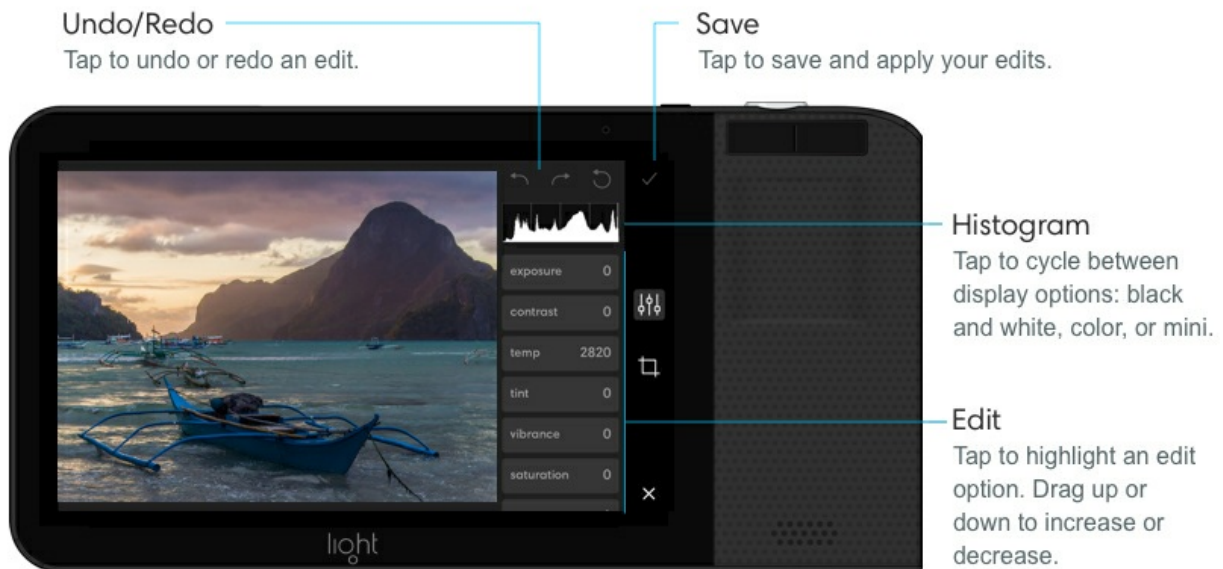 Undo/Redo
Tap to undo or redo an edit.
Save
Tap to save and apply your edits.
exposure 0
contrast 0
temp 2820
tint 0
vibrance 0
saturation 0
light
Histogram
Tap to cycle between
display options: black
and white, color, or mini.
Edit
Tap to highlight an edit
option. Drag up or
down to increase or
decrease.